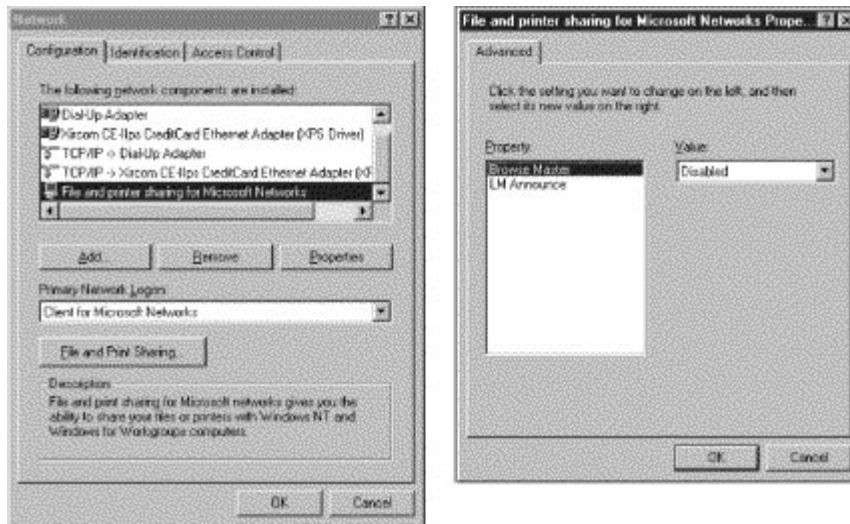 Network
Configuration
Identification
Access Control
The following network components are installed:
Dial-Up Adapter
Xircom CE-IIps CreditCard Ethernet Adapter (XPS Driver)
TCP/IP -> Dial-Up Adapter
TCP/IP -> Xircom CE-IIps CreditCard Ethernet Adapter (XF
File and printer sharing for Microsoft Networks
Add...
Remove
Properties
Primary Network Logon:
Client for Microsoft Networks
File and Print Sharing...
Description
File and print sharing for Microsoft networks gives you the
ability to share your files or printers with Windows NT and
Windows for Workgroups computers.
OK
Cancel
File and printer sharing for Microsoft Networks Prope...
Advanced
Click the setting you want to change on the left, and then
select its new value on the right.
Property:
Value:
Browse Master
Disabled
LM Announce
OK
Cancel